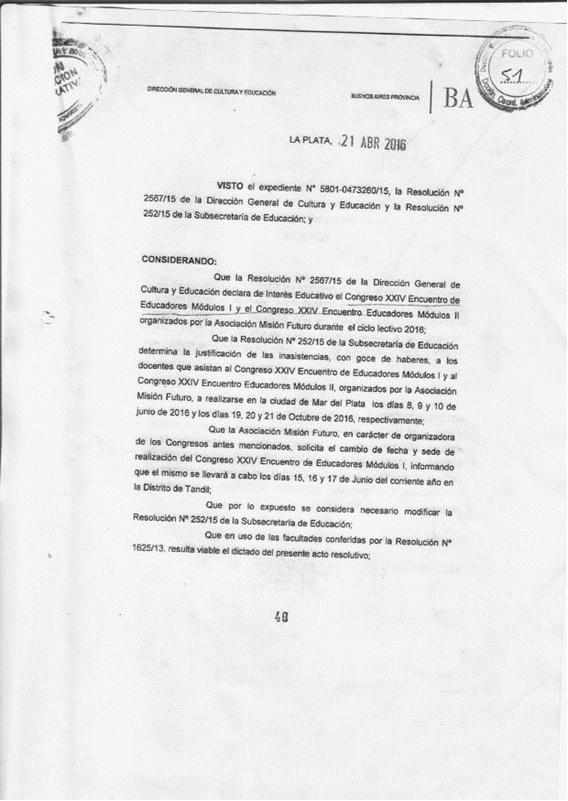 FOLIO
51
DIRECCIÓN GENERAL DE CULTURA Y EDUCACIÓN
BUENOS AIRES PROVINCIA
BA
LA PLATA, 21 ABR 2016
VISTO el expediente N° 5801-0473260/15, la Resolución N°
2567/15 de la Dirección General de Cultura y Educación y la Resolución N°
252/15 de la Subsecretaría de Educación; y
CONSIDERANDO:
Que la Resolución N° 2567/15 de la Dirección General de
Cultura y Educación declara de Interés Educativo el Congreso XXIV Encuentro de
Educadores Módulos I y el Congreso XXIV Encuentro Educadores Módulos II
organizados por la Asociación Misión Futuro durante el ciclo lectivo 2016;
Que la Resolución N° 252/15 de la Subsecretaría de Educación
determina la justificación de las inasistencias, con goce de haberes, a los
docentes que asistan al Congreso XXIV Encuentro de Educadores Módulos I y al
Congreso XXIV Encuentro Educadores Módulos II, organizados por la Asociación
Misión Futuro, a realizarse en la ciudad de Mar del Plata los días 8, 9 y 10 de
junio de 2016 y los días 19, 20 y 21 de Octubre de 2016, respectivamente;
Que la Asociación Misión Futuro, en carácter de organizadora
de los Congresos antes mencionados, solicita el cambio de fecha y sede de
realización del Congreso XXIV Encuentro de Educadores Módulos I, informando
que el mismo se llevará a cabo los días 15, 16 y 17 de Junio del corriente año en
la Distrito de Tandil;
Que por lo expuesto se considera necesario modificar la
Resolución N° 252/15 de la Subsecretaría de Educación;
Que en uso de las facultades conferidas por la Resolución N°
1625/13, resulta viable el dictado del presente acto resolutivo;
40